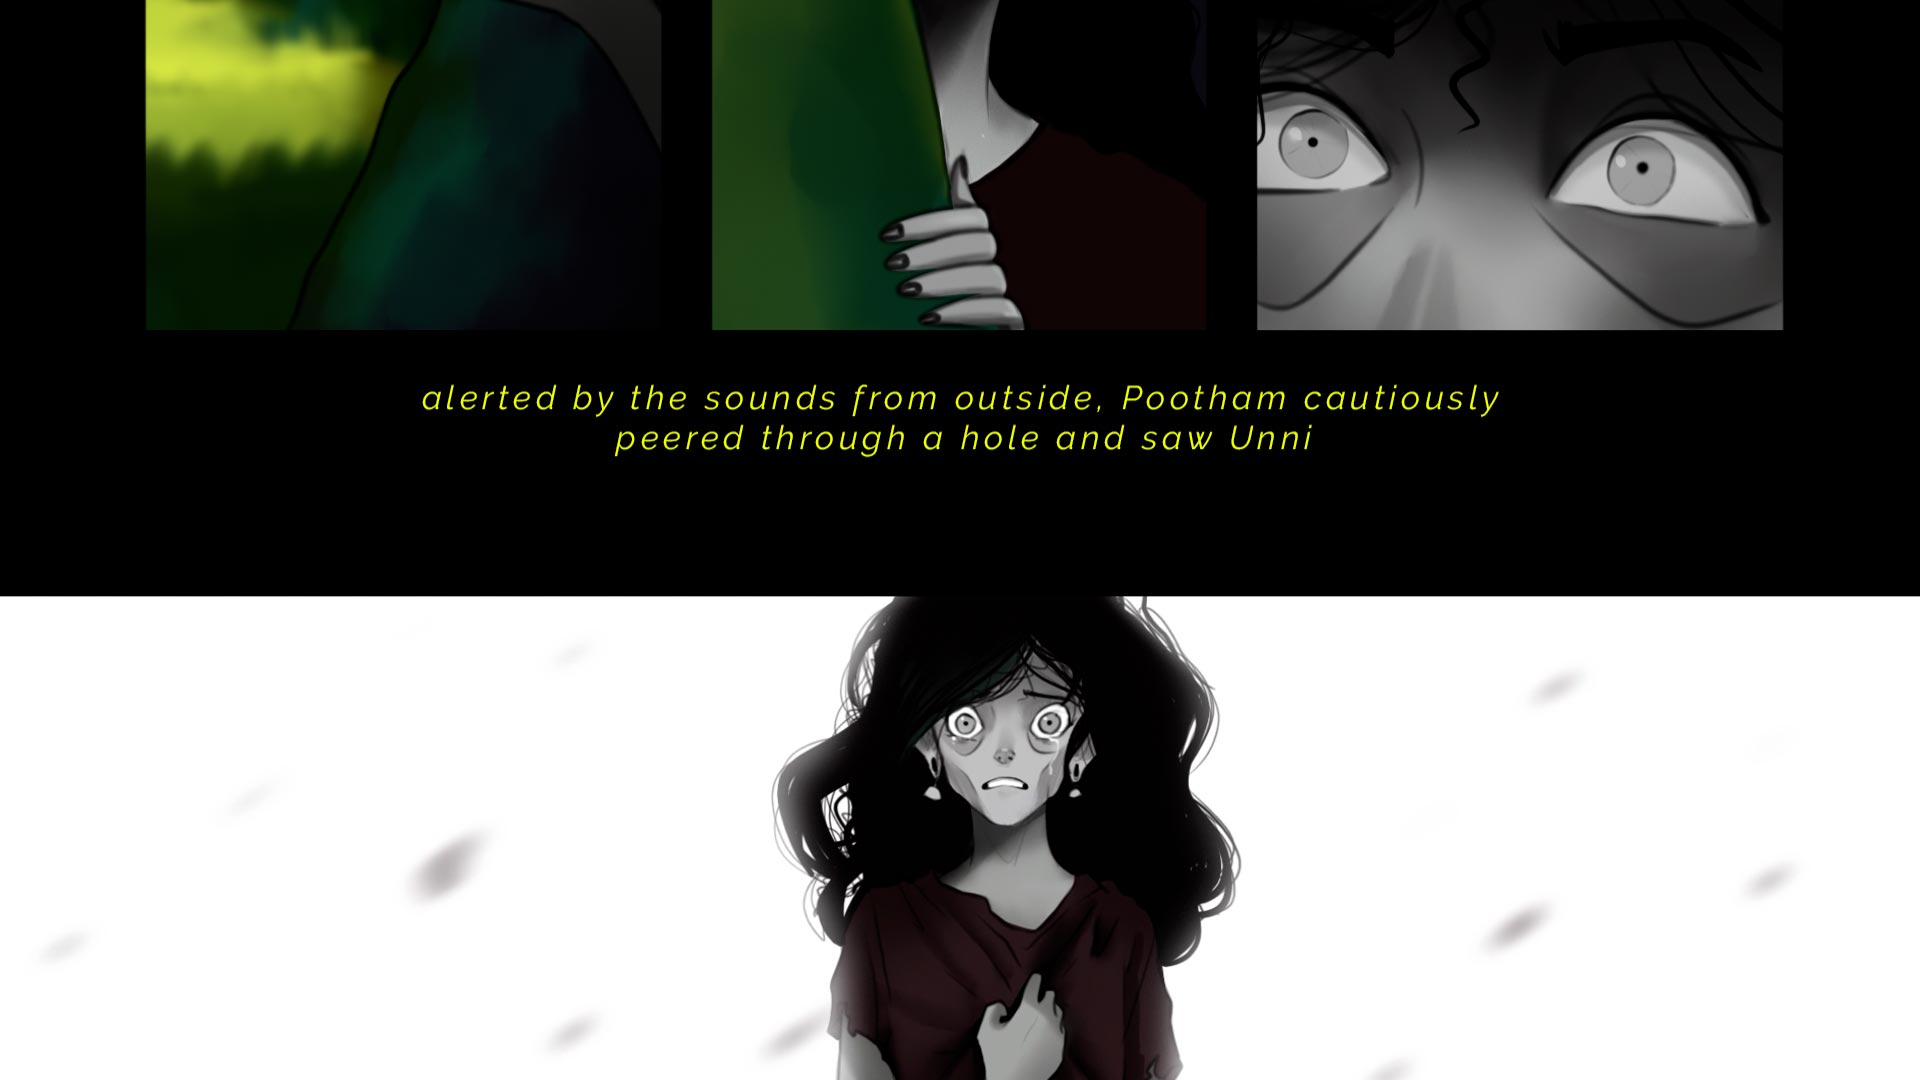 alerted by the sounds from outside, Pootham cautiously
peered through a hole and saw Unni